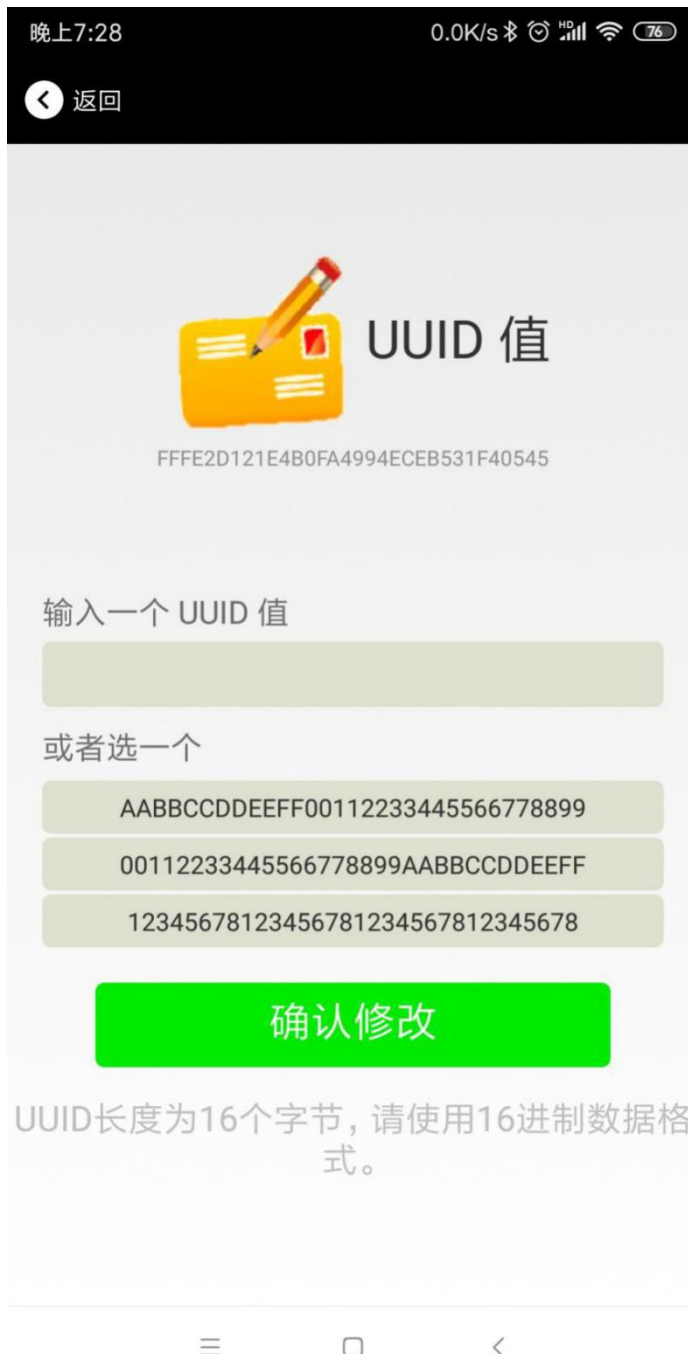 晚上7:28
0.0K/s HD 76
返回
UUID 值
FFFE2D121E4B0FA4994ECEB531F40545
输入一个 UUID 值
或者选一个
AABBCCDDEEFF00112233445566778899
00112233445566778899AABBCCDDEEFF
12345678123456781234567812345678
确认修改
UUID长度为16个字节，请使用16进制数据格
式。